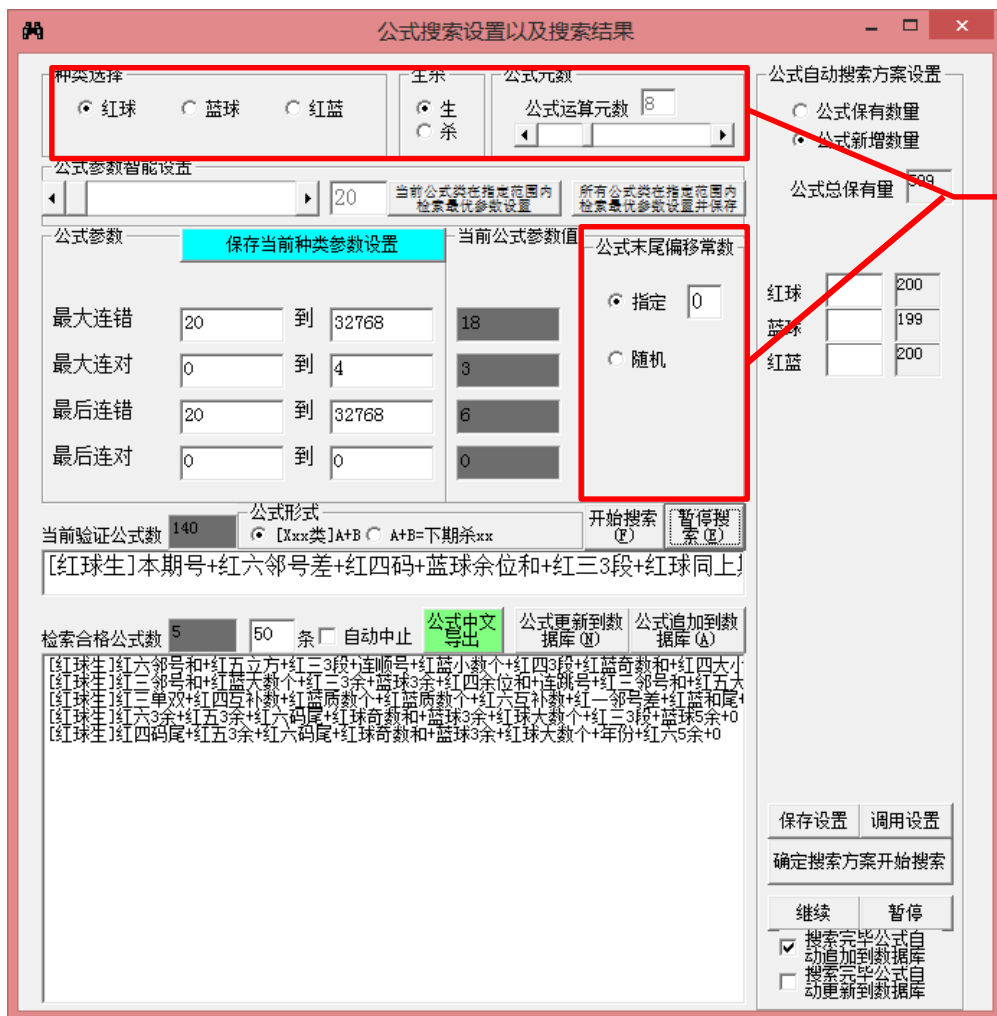 公式搜索设置以及搜索结果
种类选择
红球 蓝球 红蓝
生杀
生
杀
公式元数
公式运算元数 8
公式自动搜索方案设置
公式保有数量
公式新增数量
公式总保有量 599
公式参数智能设置
20
当前公式类在指定范围内
检索最优参数设置
所有公式类在指定范围内
检索最优参数设置并保存
公式参数
保存当前种类参数设置
当前公式参数值
公式末尾偏移常数
指定 0
随机
最大连错 20 到 32768 18
最大连对 0 到 4 3
最后连错 20 到 32768 6
最后连对 0 到 0 0
红球 200
蓝球 199
红蓝 200
当前验证公式数 140
公式形式
[Xxx类]A+B A+B=下期杀xx
开始搜索
(F)
暂停搜
索(E)
[红球生]本期号+红六邻号差+红四码+蓝球余位和+红三3段+红球同上
检索合格公式数 5
50 条 自动中止
公式中文
导出
公式更新到数
据库(N)
公式追加到数
据库(A)
[红球生]红六邻号和+红五立方+红三3段+连顺号+红蓝小数个+红四3段+红蓝奇数和+红四大小
[红球生]红三邻号和+红蓝大数个+红三3余+蓝球3余+红四余位和+连跳号+红三邻号和+红五大
[红球生]红三单双+红四互补数+红蓝质数个+红蓝质数个+红六互补数+红一邻号差+红蓝和尾+
[红球生]红六3余+红五3余+红六码尾+红球奇数和+蓝球3余+红球大数个+红三3段+蓝球5余+0
[红球生]红四码尾+红五3余+红六码尾+红球奇数和+蓝球3余+红球大数个+年份+红六5余+0
保存设置 调用设置
确定搜索方案开始搜索
继续 暂停
搜索完毕公式自
动追加到数据库
搜索完毕公式自
动更新到数据库